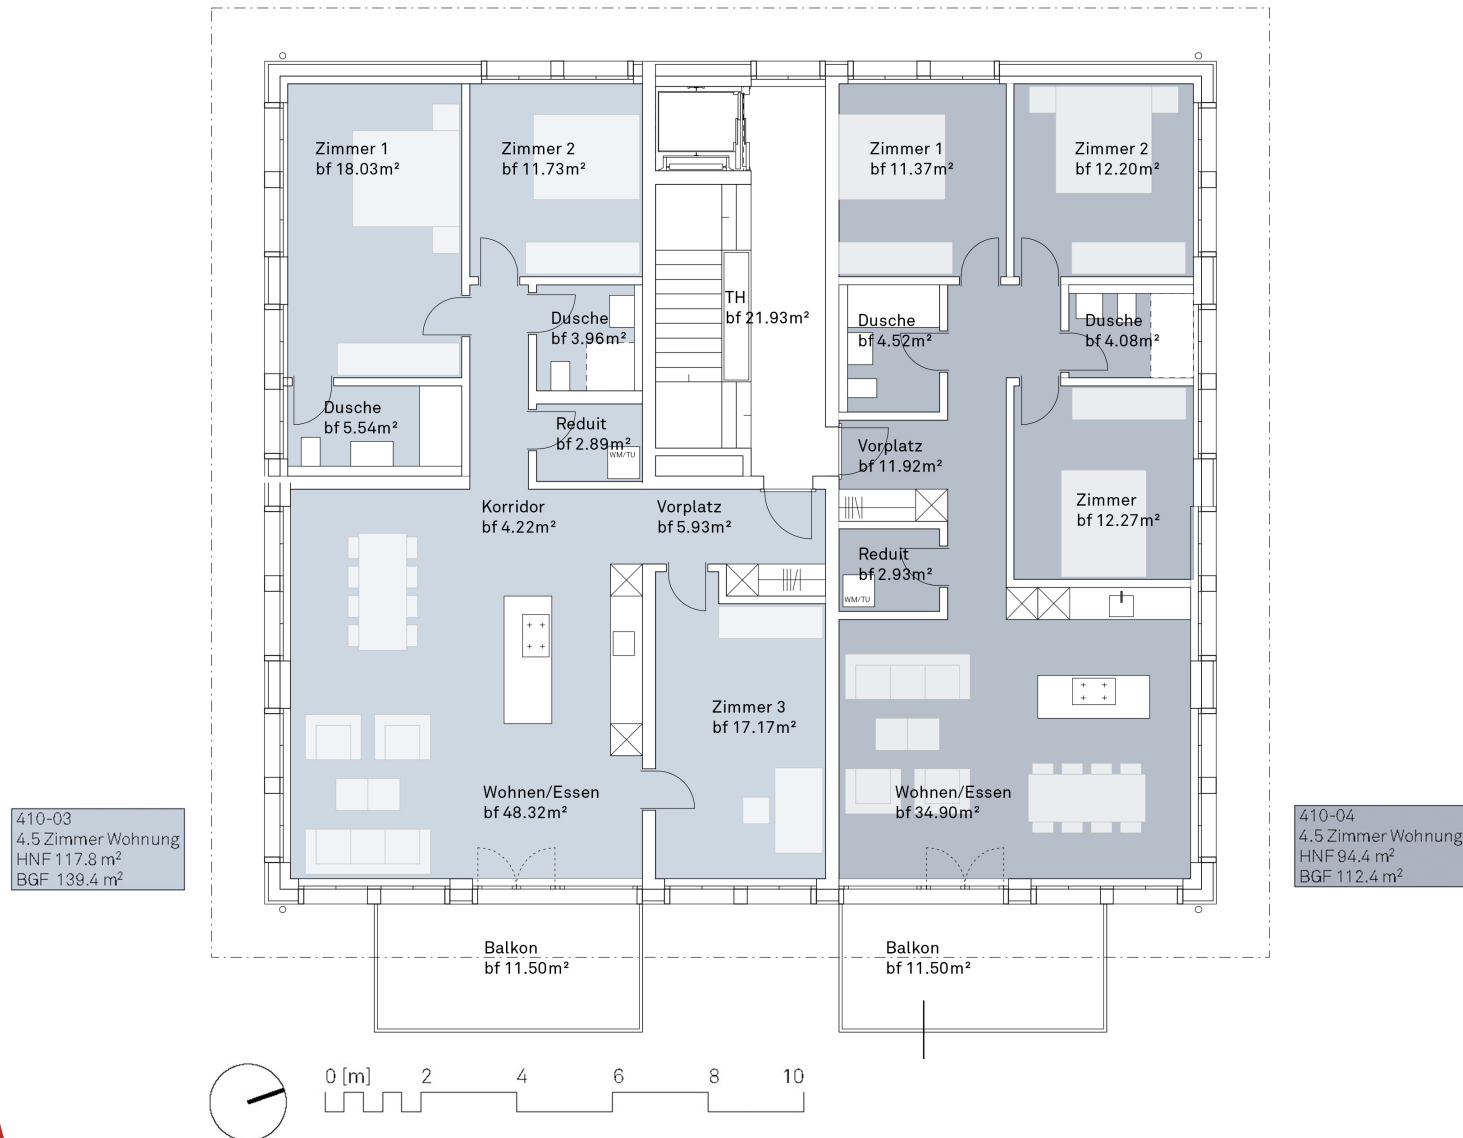 Zimmer 1
bf 18.03m²
Zimmer 2
bf 11.73m²
Zimmer 1
bf 11.37m²
Zimmer 2
bf 12.20m²
TH
bf 21.93m²
Dusche
bf 3.96m²
Dusche
bf 4.52m²
Dusche
bf 4.08m²
Dusche
bf 5.54m²
Reduit
bf 2.89m²
WM/TU
Vorplatz
bf 11.92m²
Korridor
bf 4.22m²
Vorplatz
bf 5.93m²
Zimmer
bf 12.27m²
Reduit
bf 2.93m²
WM/TU
Zimmer 3
bf 17.17m²
Wohnen/Essen
bf 48.32m²
Wohnen/Essen
bf 34.90m²
410-03
4.5 Zimmer Wohnung
HNF 117.8 m²
BGF 139.4 m²
410-04
4.5 Zimmer Wohnung
HNF 94.4 m²
BGF 112.4 m²
Balkon
bf 11.50m²
Balkon
bf 11.50m²
0 [m] 2 4 6 8 10